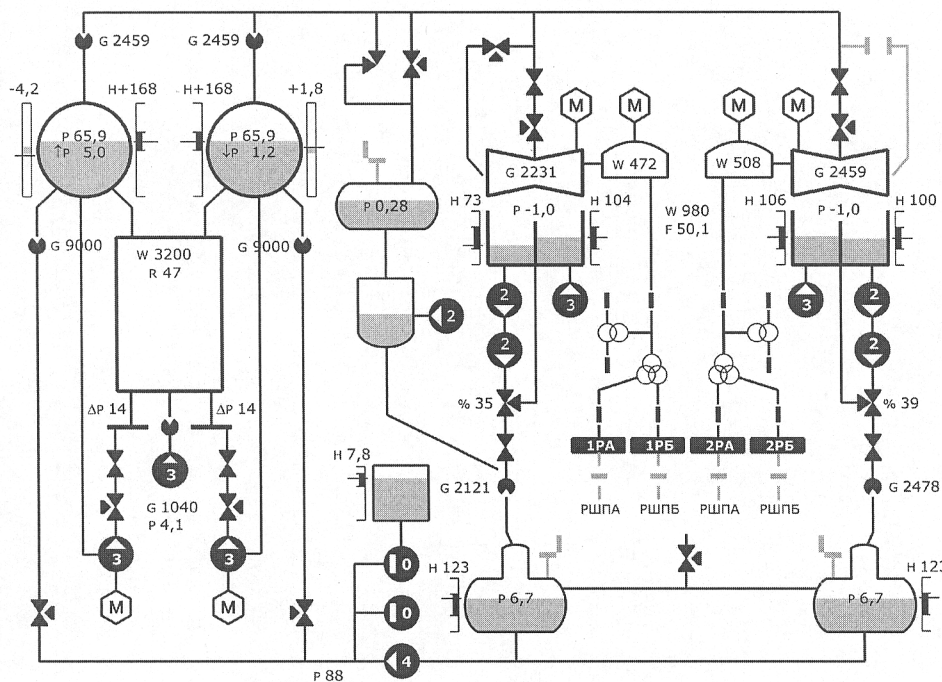 G 2459
G 2459
-4,2
H+168
H+168
+1,8
P 65,9
↑P 5,0
P 65,9
↓P 1,2
G 9000
G 9000
W 3200
R 47
ΔP 14
ΔP 14
3
G 1040
P 4,1
3
3
M
M
P 0,28
2
H 7,8
0
0
4
P 88
M
M
M
M
G 2231
W 472
W 508
G 2459
H 73
P -1,0
H 104
W 980
F 50,1
H 106
P -1,0
H 100
2
3
3
2
2
2
% 35
% 39
1РА
1РБ
2РА
2РБ
G 2121
G 2478
РШПА
РШПБ
РШПА
РШПБ
H 123
P 6,7
P 6,7
H 123